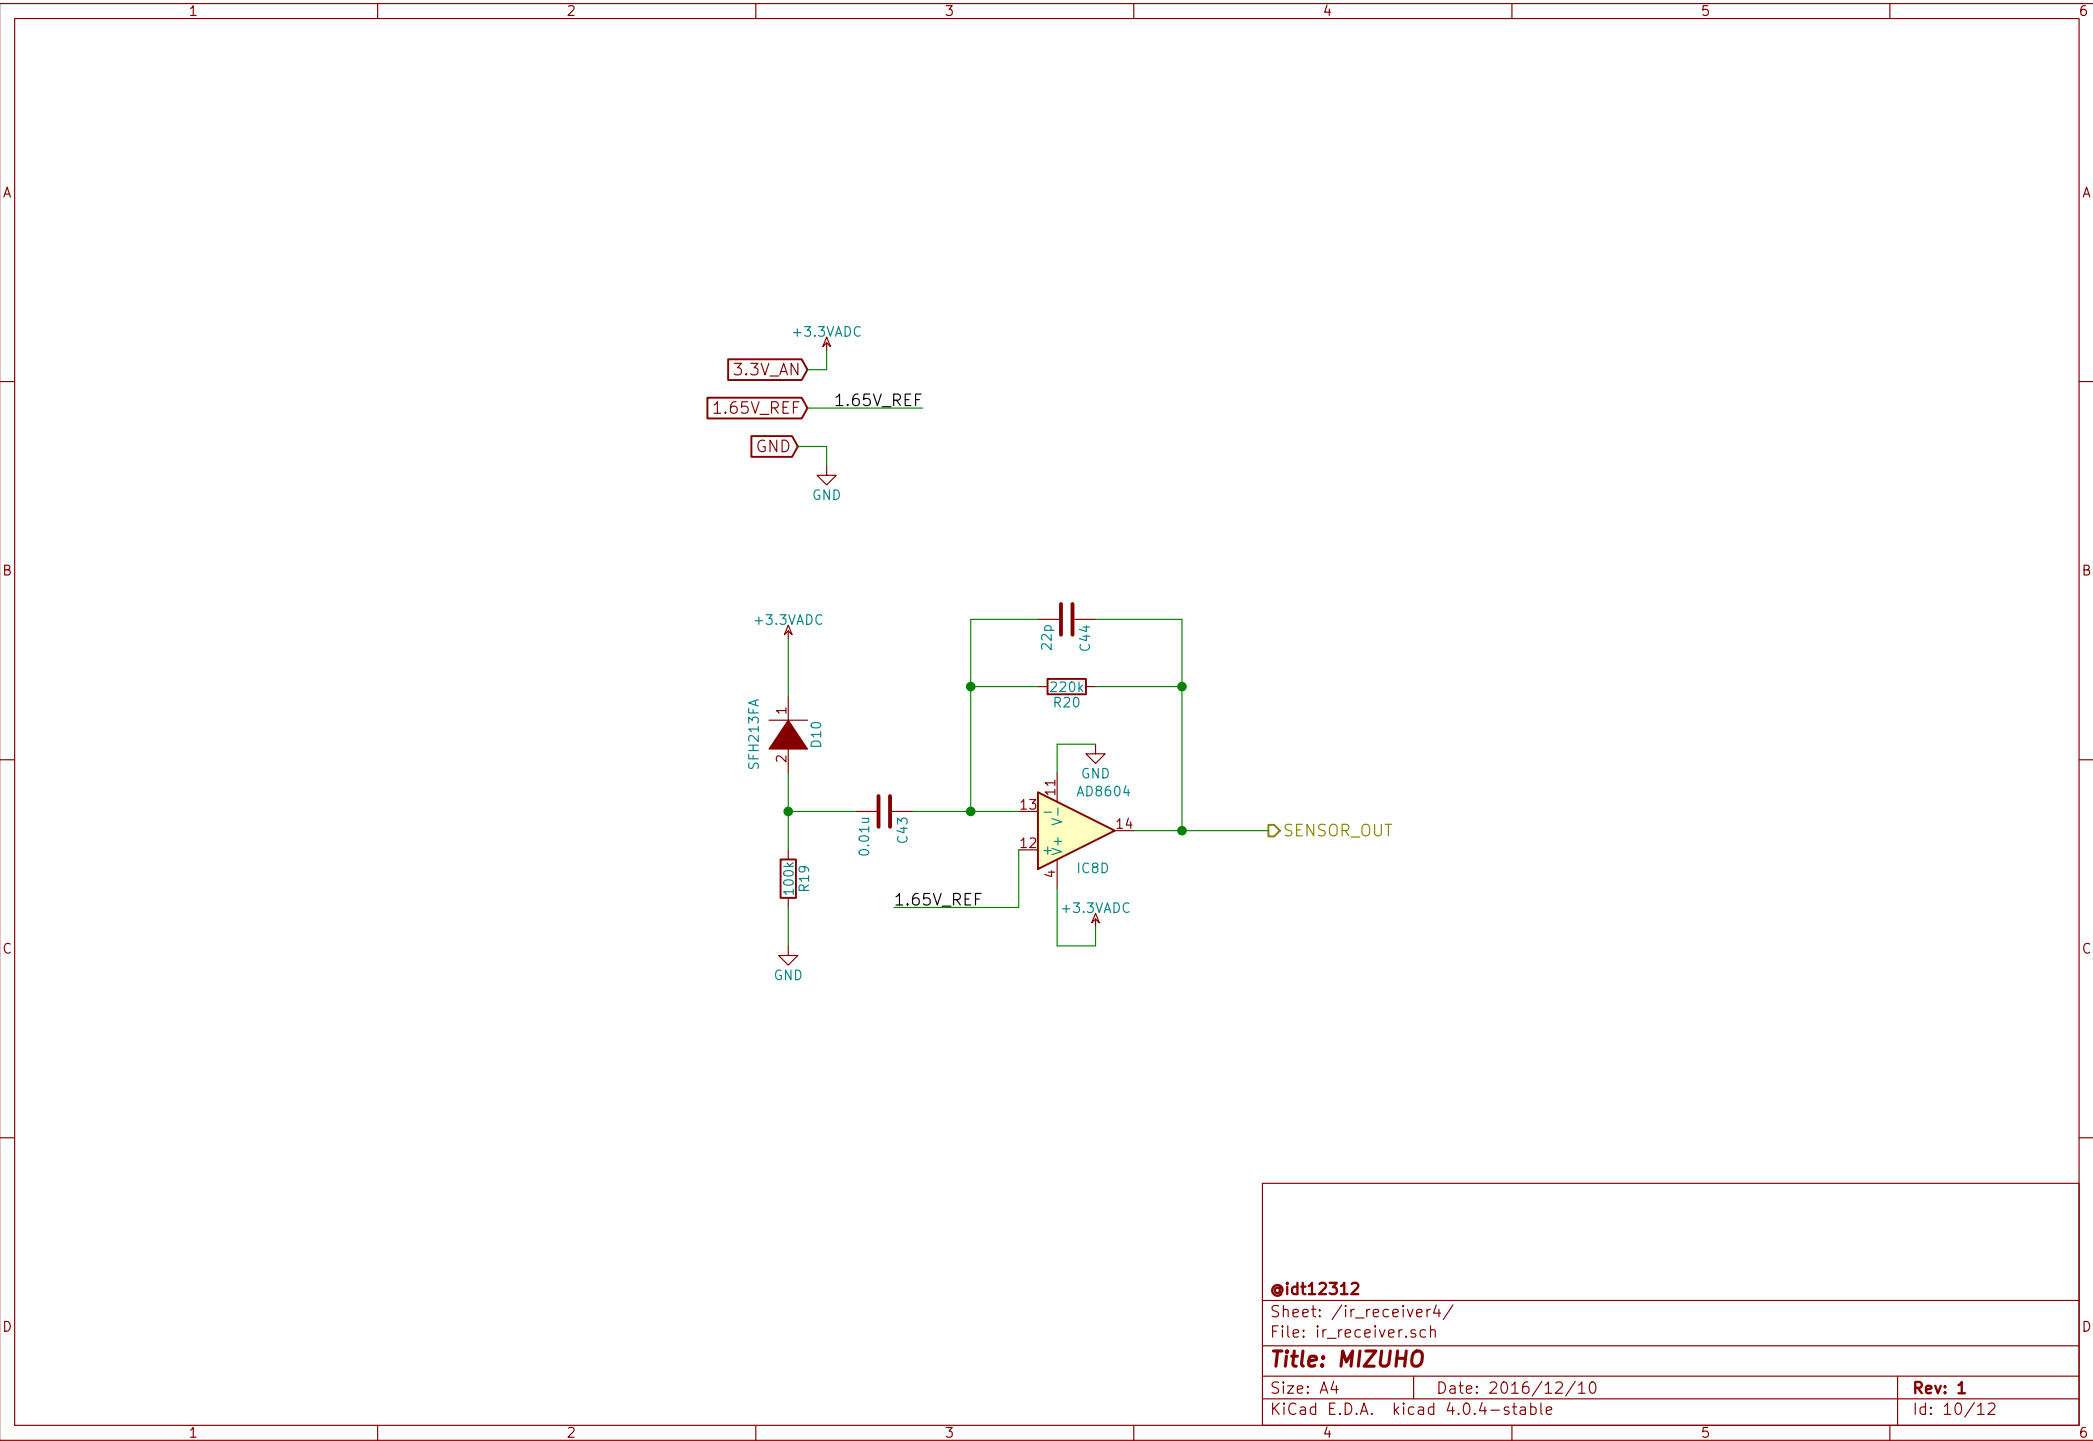 1 2 3 4 5 6
A A
+3.3VADC
3.3V_AN
1.65V_REF 1.65V_REF
GND
GND
B B
+3.3VADC
22p C44
220k
R20
SFH213FA 1 D10
2
GND
11
AD8604
0.01u C43
13 - V-
14 SENSOR_OUT
12 + V+
4 IC8D
100k R19
1.65V_REF
+3.3VADC
C C
GND
@idt12312
Sheet: /ir_receiver4/
File: ir_receiver.sch
D D
Title: MIZUHO
Size: A4 Date: 2016/12/10 Rev: 1
KiCad E.D.A. kicad 4.0.4-stable Id: 10/12
1 2 3 4 5 6